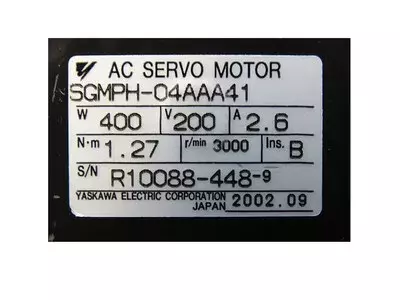 AC SERVO MOTOR
SGMPH-04AAA41
W 400 V 200 A 2.6
N·m 1.27 r/min 3000 Ins. B
S/N R10088-448-9
YASKAWA ELECTRIC CORPORATION
JAPAN 2002.09